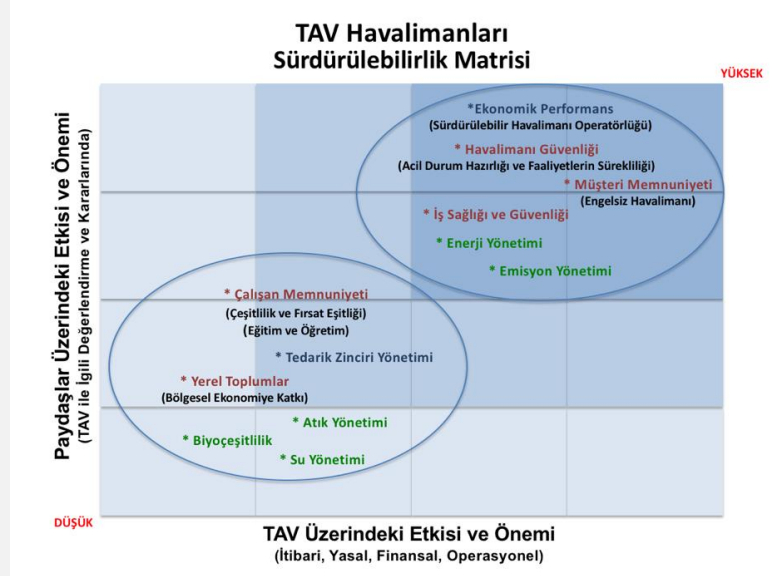 TAV Havalimanları
Sürdürülebilirlik Matrisi
YÜKSEK
Paydaşlar Üzerindeki Etkisi ve Önemi
(TAV ile İgili Değerlendirme ve Kararlarında)
*Ekonomik Performans
(Sürdürülebilir Havalimanı Operatörlüğü)
* Havalimanı Güvenliği
(Acil Durum Hazırlığı ve Faaliyetlerin Sürekliliği)
* Müşteri Memnuniyeti
(Engelsiz Havalimanı)
* İş Sağlığı ve Güvenliği
* Enerji Yönetimi
* Emisyon Yönetimi
* Çalışan Memnuniyeti
(Çeşitlilik ve Fırsat Eşitliği)
(Eğitim ve Öğretim)
* Tedarik Zinciri Yönetimi
* Yerel Toplumlar
(Bölgesel Ekonomiye Katkı)
* Atık Yönetimi
* Biyoçeşitlilik
* Su Yönetimi
DÜŞÜK
TAV Üzerindeki Etkisi ve Önemi
(İtibari, Yasal, Finansal, Operasyonel)